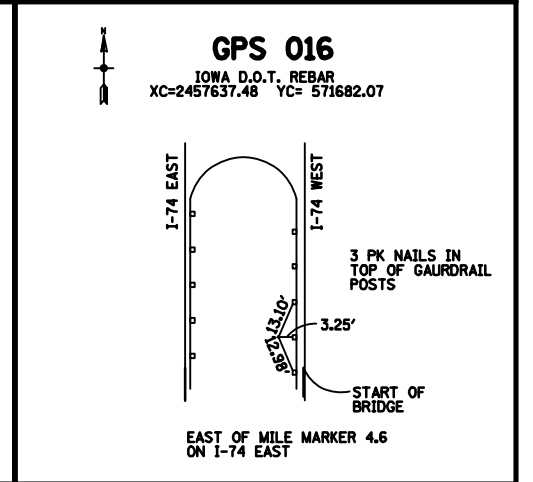 N
GPS 016
IOWA D.O.T. REBAR
XC=2457637.48 YC= 571682.07
I-74 EAST
I-74 WEST
3 PK NAILS IN
TOP OF GAURDRAIL
POSTS
13.10'
3.25'
START OF
BRIDGE
EAST OF MILE MARKER 4.6
ON I-74 EAST